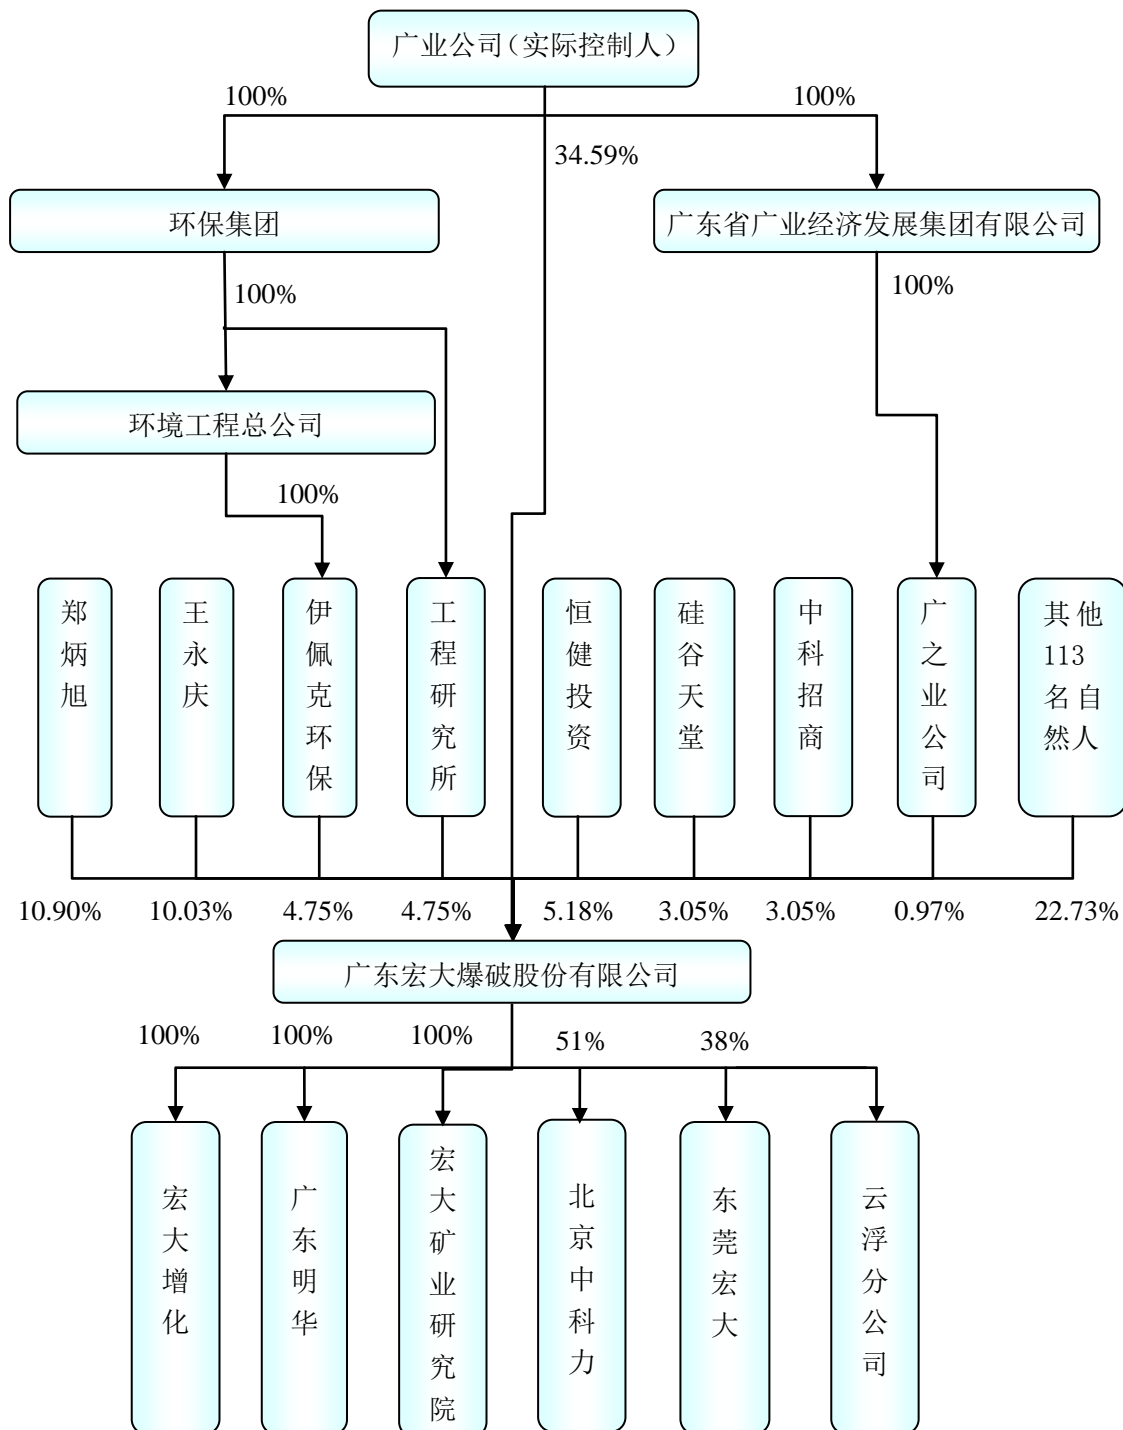 广业公司（实际控制人）
100%
100%
34.59%
环保集团
广东省广业经济发展集团有限公司
100%
100%
环境工程总公司
100%
郑炳旭
王永庆
伊佩克环保
工程研究所
恒健投资
硅谷天堂
中科招商
广之业公司
其他
113
名自
然人
10.90%
10.03%
4.75%
4.75%
5.18%
3.05%
3.05%
0.97%
22.73%
广东宏大爆破股份有限公司
100%
100%
100%
51%
38%
宏大增化
广东明华
宏大矿业研究院
北京中科力
东莞宏大
云浮分公司